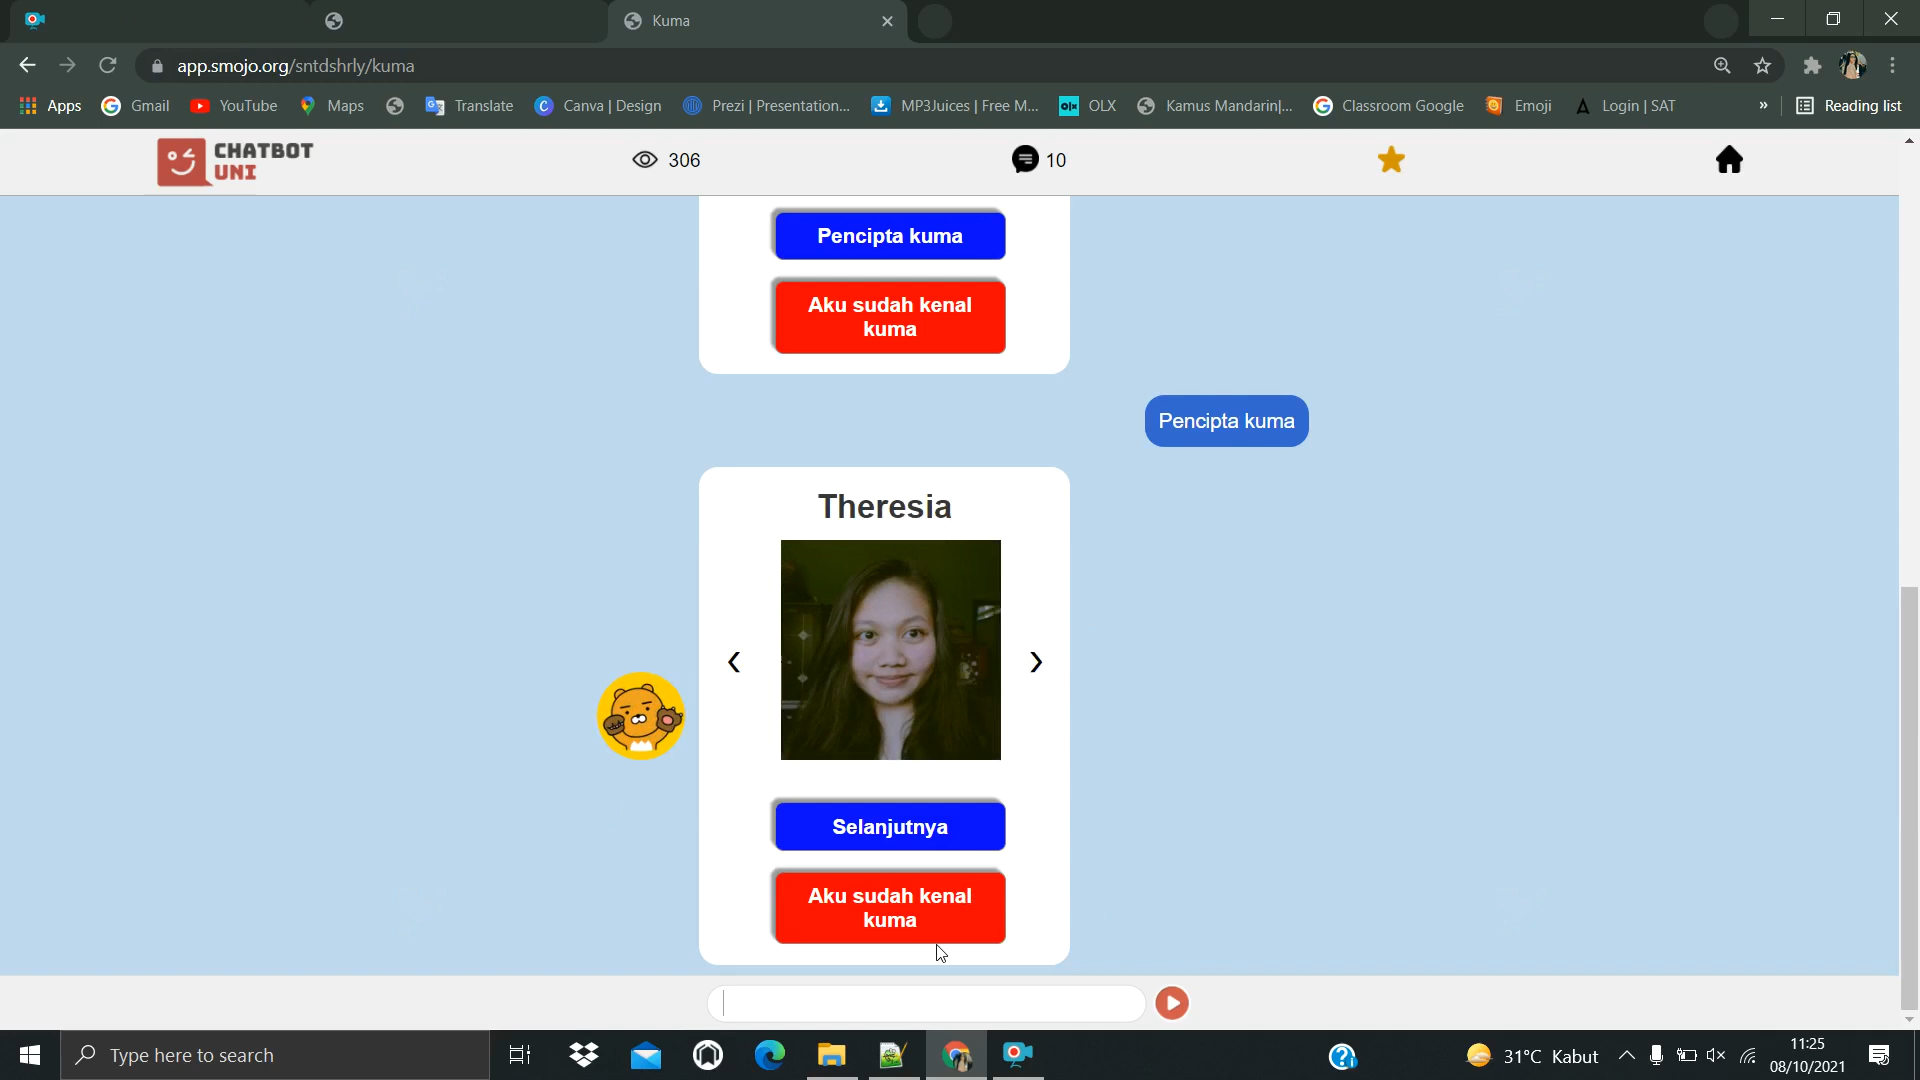 Kuma
app.smojo.org/sntdshrly/kuma
Apps
Gmail
YouTube
Maps
Translate
Canva | Design
Prezi | Presentation...
MP3Juices | Free M...
OLX
Kamus Mandarin|...
Classroom Google
Emoji
Login | SAT
»
Reading list
CHATBOT
UNI
306
10
Pencipta kuma
Aku sudah kenal
kuma
Pencipta kuma
Theresia
Selanjutnya
Aku sudah kenal
kuma
Type here to search
31°C Kabut
11:25
08/10/2021